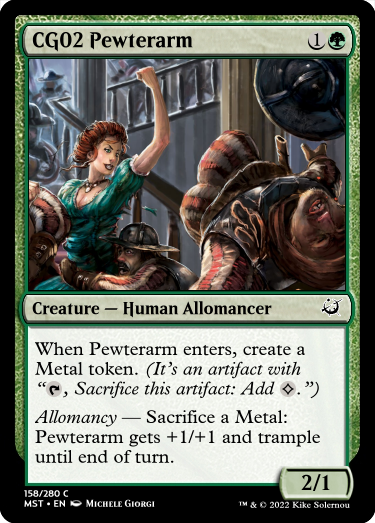 CG02 Pewterarm 1
Creature — Human Allomancer
When Pewterarm enters, create a
Metal token. (It's an artifact with
“, Sacrifice this artifact: Add .”)
Allomancy — Sacrifice a Metal:
Pewterarm gets +1/+1 and trample
until end of turn.
2/1
158/280 C
MST • EN Michele Giorgi
™ & © 2022 Kike Solernou